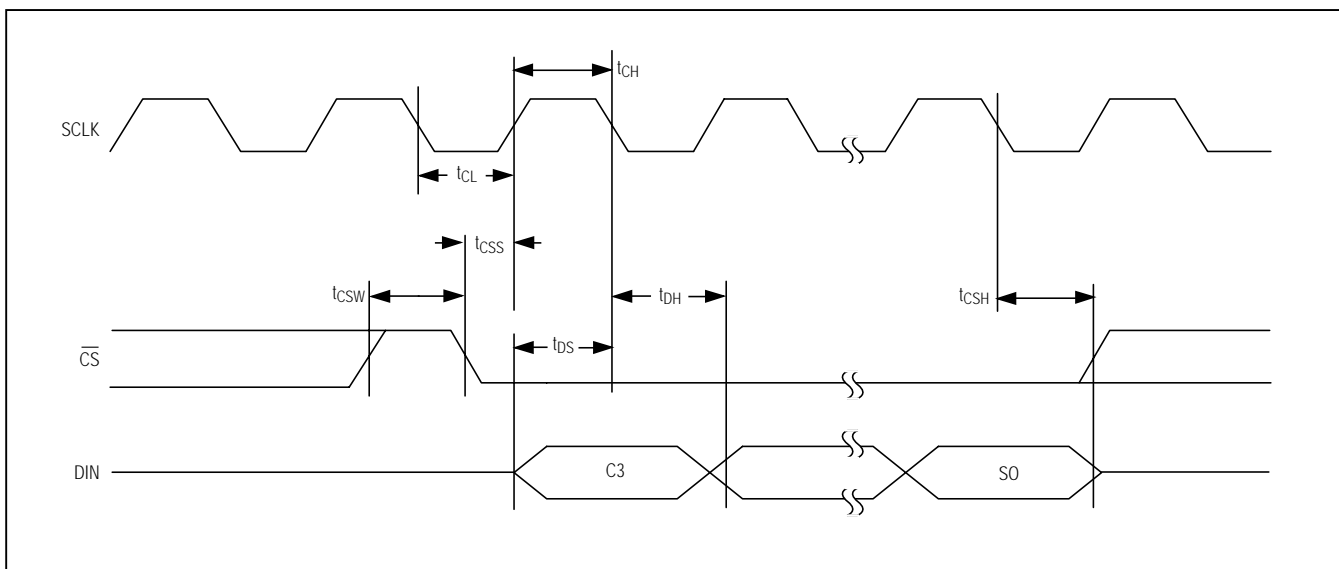 tCH
SCLK
tCL
tCSS
tCSW
tDH
tCSH
CS
tDS
DIN
C3
SO